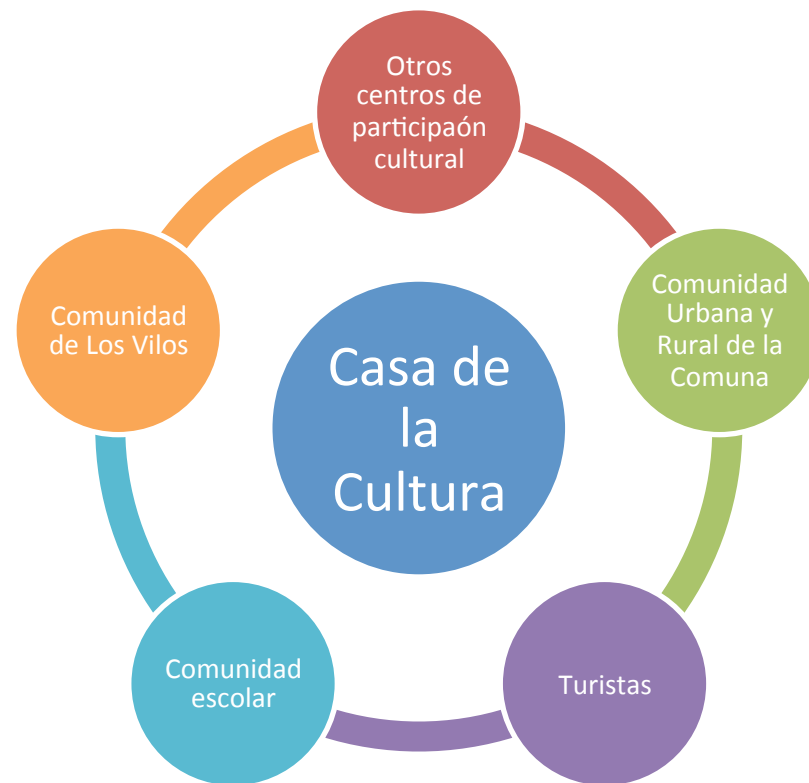 Otros
centros de
participaón
cultural
Comunidad
Urbana y
Rural de la
Comuna
Turistas
Comunidad
escolar
Comunidad
de Los Vilos
Casa de
la
Cultura